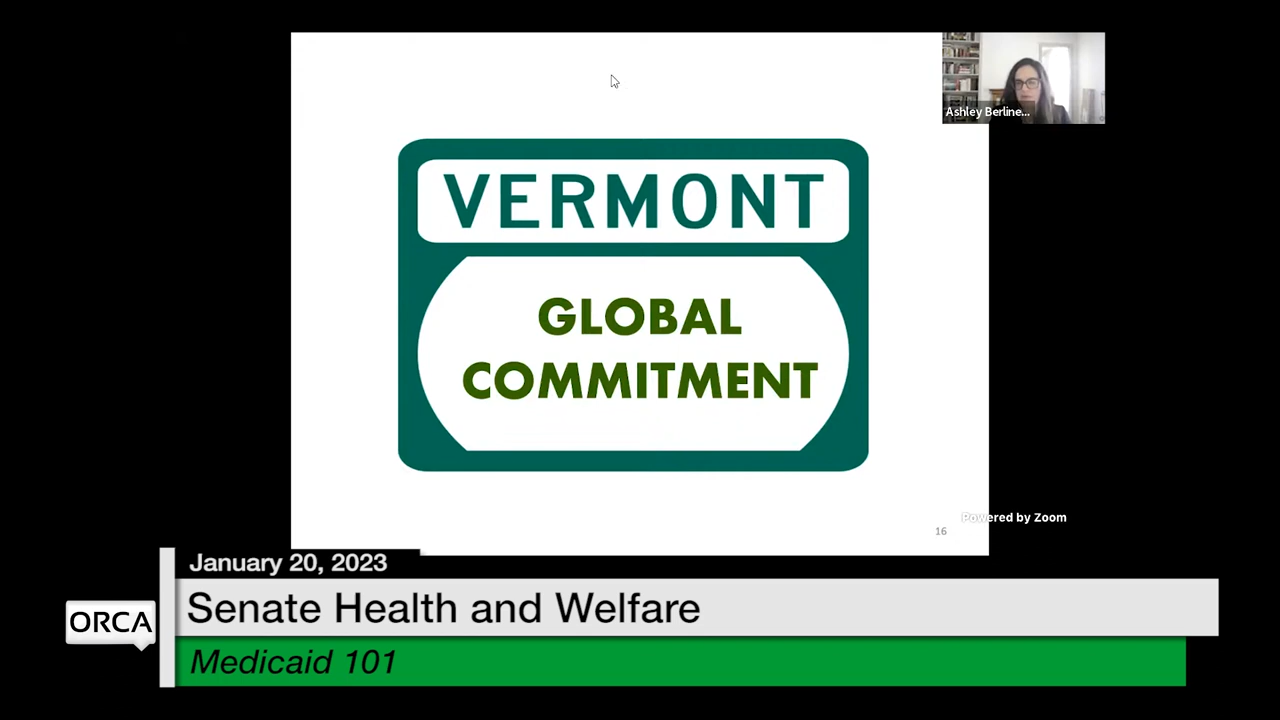 Ashley Berline...
VERMONT
GLOBAL
COMMITMENT
16
Powered by Zoom
January 20, 2023
Senate Health and Welfare
ORCA
Medicaid 101